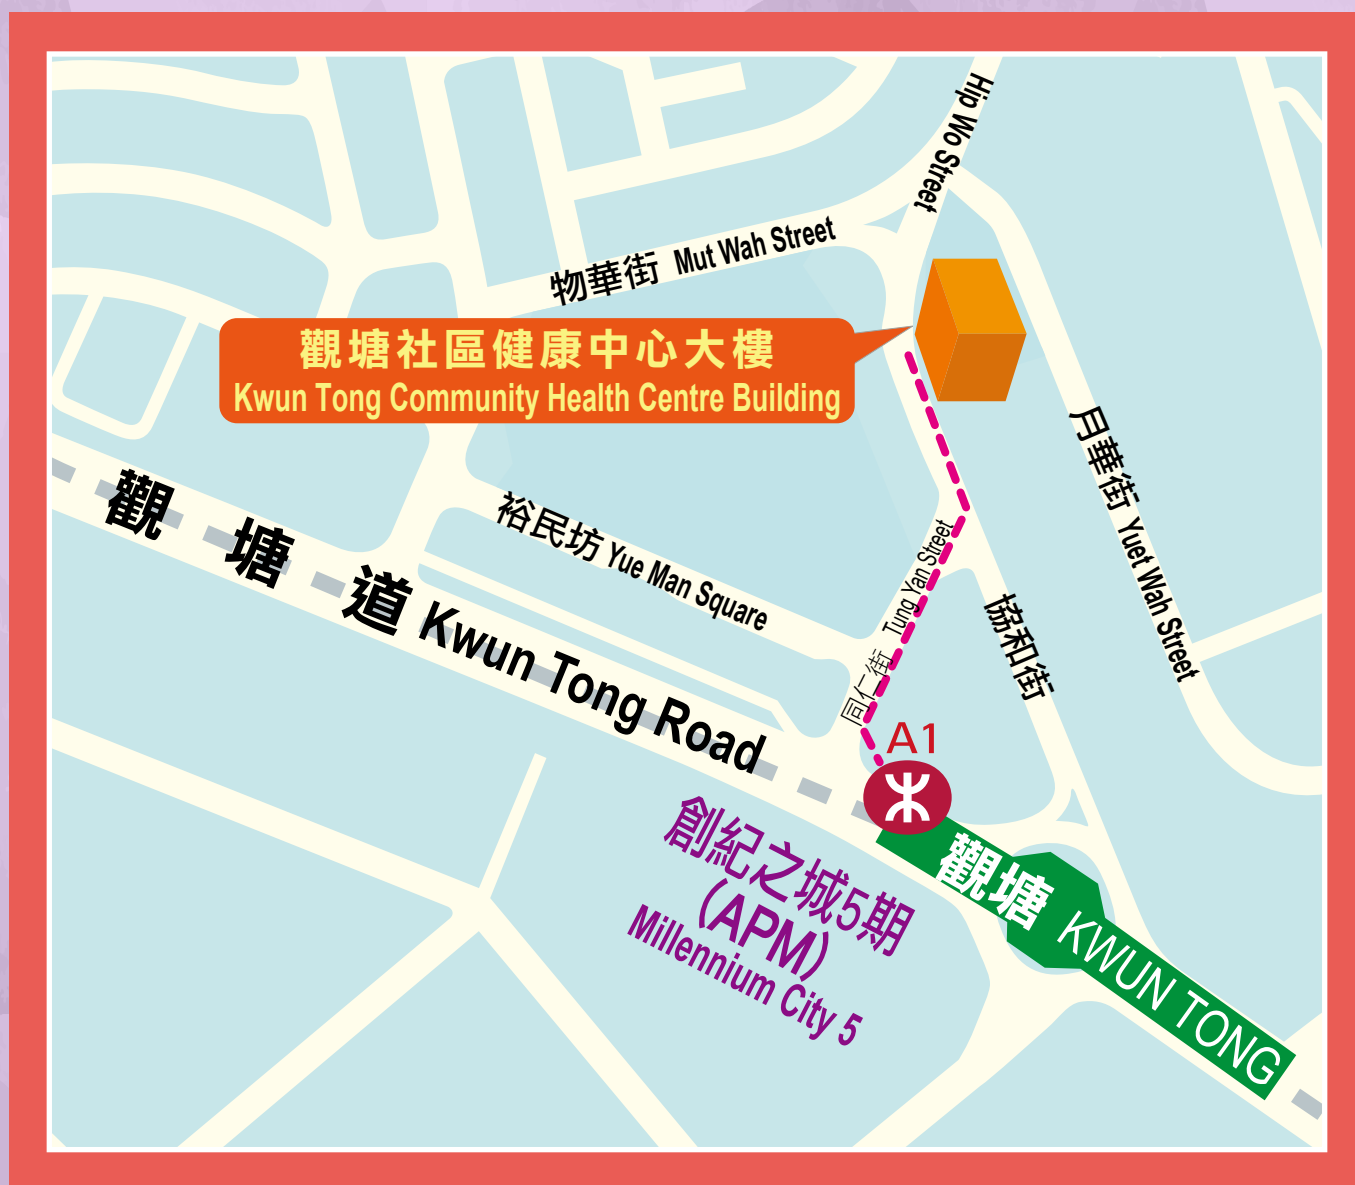 Hip Wo Street
物華街 Mut Wah Street
觀塘社區健康中心大樓
Kwun Tong Community Health Centre Building
月華街 Yuet Wah Street
裕民坊 Yue Man Square
觀塘道 Kwun Tong Road
同仁街 Tung Yan Street
協和街
A1
創紀之城5期
(APM)
Millennium City 5
觀塘 KWUN TONG